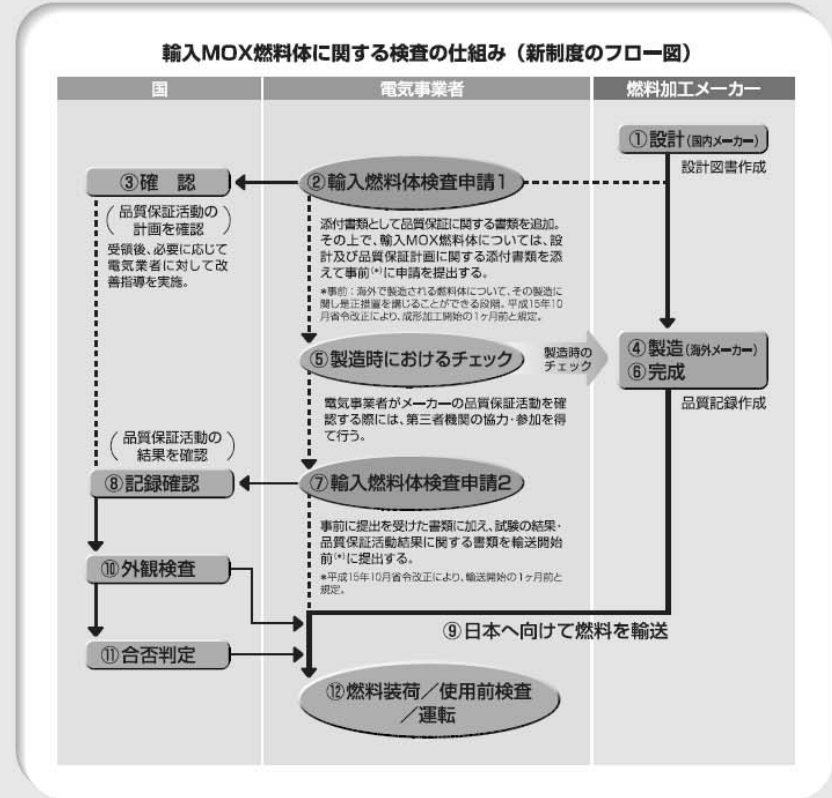 輸入MOX燃料体に関する検査の仕組み（新制度のフロー図）
国
電気事業者
燃料加工メーカー
①設計(国内メーカー)
設計図書作成
③確　認
②輸入燃料体検査申請1
（品質保証活動の
計画を確認）
受領後、必要に応じて
電気業者に対して改
善指導を実施。
添付書類として品質保証に関する書類を追加。
その上で、輸入MOX燃料体については、設
計及び品質保証計画に関する添付書類を添
えて事前(*)に申請を提出する。
*事前：海外で製造される燃料体について、その製造に
関し是正措置を講じることができる段階。平成15年10
月省令改正により、成形加工開始の1ヶ月前と規定。
⑤製造時におけるチェック
製造時の
チェック
④製造(海外メーカー)
⑥完成
品質記録作成
電気事業者がメーカーの品質保証活動を確
認する際には、第三者機関の協力・参加を得
て行う。
（品質保証活動の
結果を確認）
⑧記録確認
⑦輸入燃料体検査申請2
事前に提出を受けた書類に加え、試験の結果・
品質保証活動結果に関する書類を輸送開始
前(*)に提出する。
*平成15年10月省令改正により、輸送開始の1ヶ月前と
規定。
⑩外観検査
⑨日本へ向けて燃料を輸送
⑪合否判定
⑫燃料装荷／使用前検査
／運転